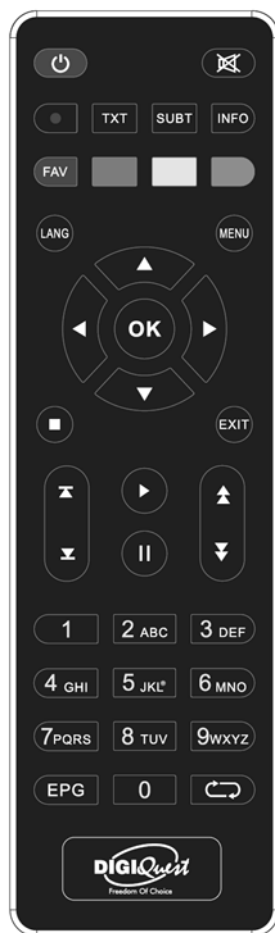 TXT SUBT INFO
FAV
LANG MENU
OK
EXIT
1 2 ABC 3 DEF
4 GHI 5 JKL* 6 MNO
7PQRS 8 TUV 9WXYZ
EPG 0
DIGIQuest
Freedom Of Choice